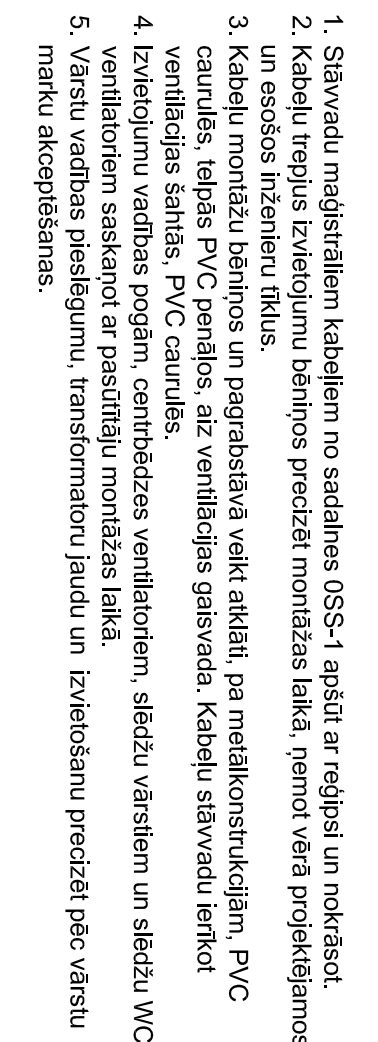 1. Stāvvadu maģistrāliem kabeļiem no sadalnes 0SS-1 apšūt ar reģipsi un nokrāsot.
2. Kabeļu trepjus izvietojumu bēniņos precizēt montāžas laikā, ņemot vērā projektējamos
un esošos inženieru tīklus.
3. Kabeļu montāžu bēniņos un pagrabstāvā veikt atklāti, pa metālkonstrukcijām, PVC
caurulēs, telpās PVC penāļos, aiz ventilācijas gaisvada. Kabeļu stāvvadu ierīkot
ventilācijas šahtās, PVC caurulēs.
4. Izvietojumu vadības pogām, centrbēdzes ventilatoriem, slēdžu vārstiem un slēdžu WC
ventilatoriem saskaņot ar pasūtītāju montāžas laikā.
5. Vārstu vadības pieslēgumu, transformatoru jaudu un izvietošanu precizēt pēc vārstu
marku akceptēšanas.